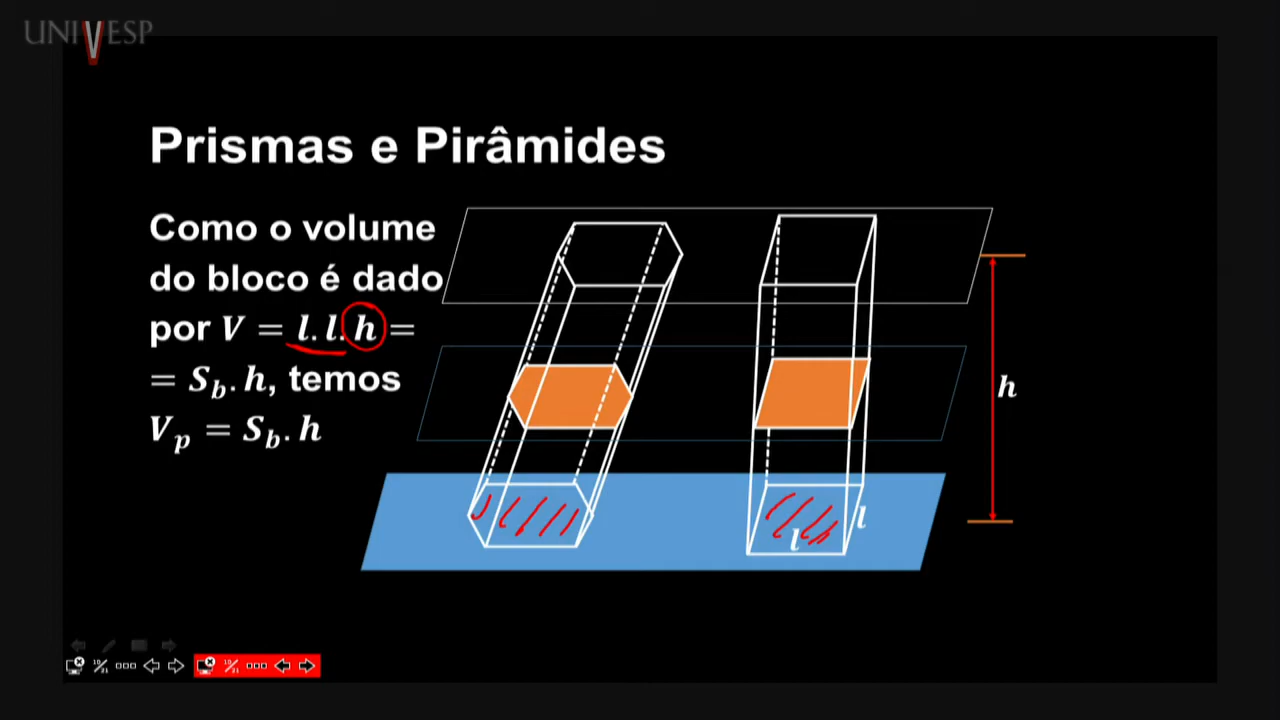 UNIVESP
Prismas e Pirâmides
Como o volume
do bloco é dado
por V = l.l.h =
= S_b.h, temos
V_p = S_b.h
h
l
l